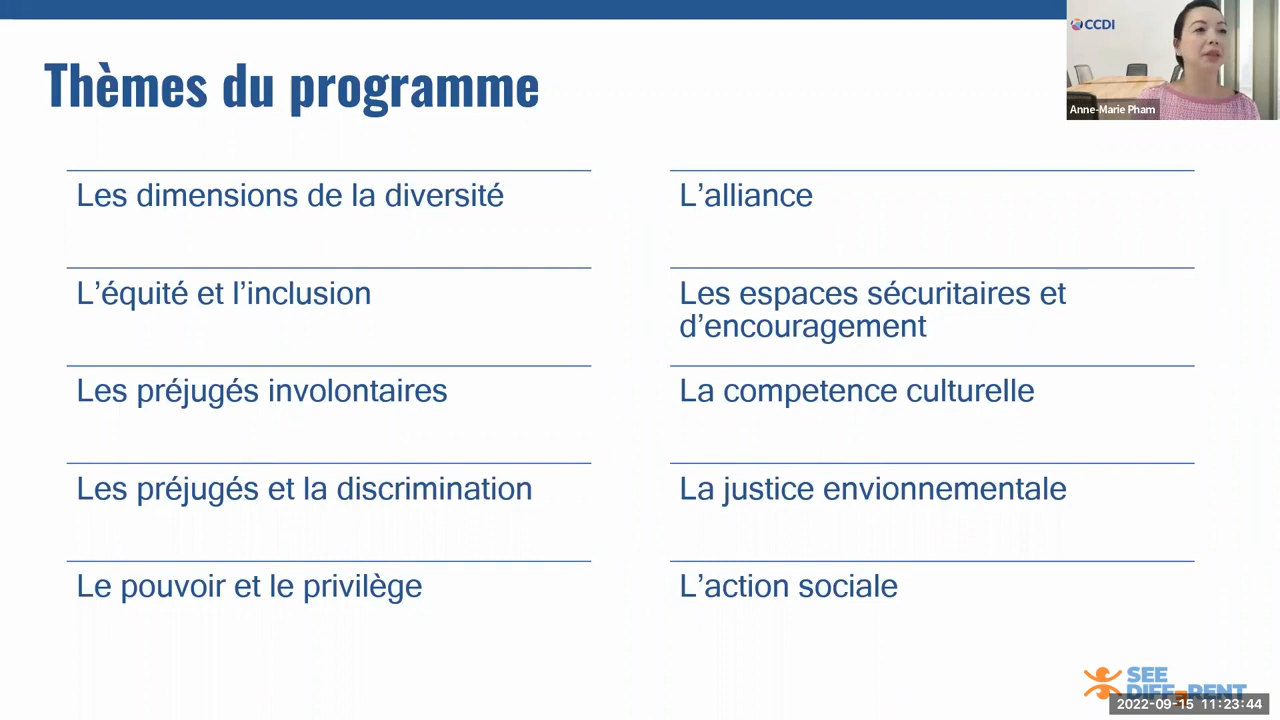 Thèmes du programme
CCDI
Anne-Marie Pham
Les dimensions de la diversité
L'équité et l'inclusion
Les préjugés involontaires
Les préjugés et la discrimination
Le pouvoir et le privilège
L'alliance
Les espaces sécuritaires et
d'encouragement
La competence culturelle
La justice envionnementale
L'action sociale
SEE
DIFFERENT
2022-09-15 11:23:44